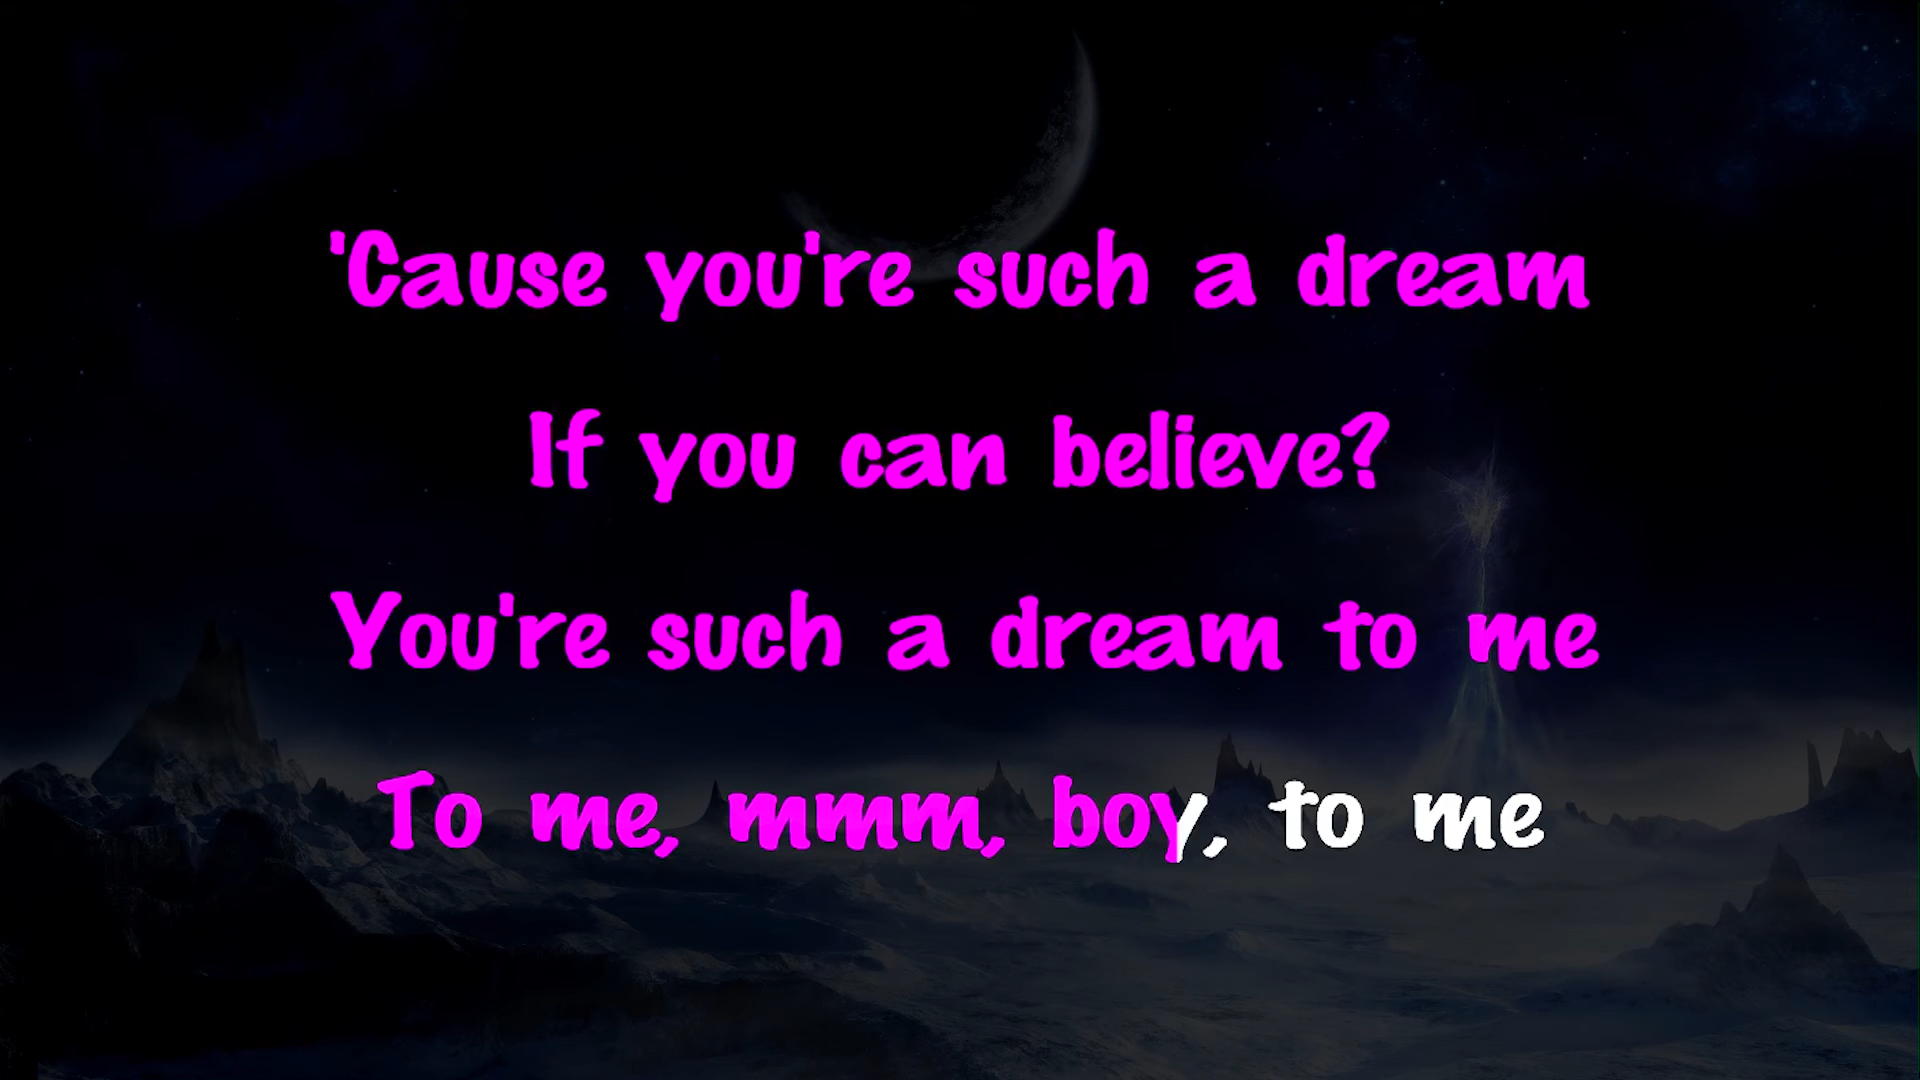 'Cause you're such a dream
If you can believe?
You're such a dream to me
To me, mmm, boy, to me